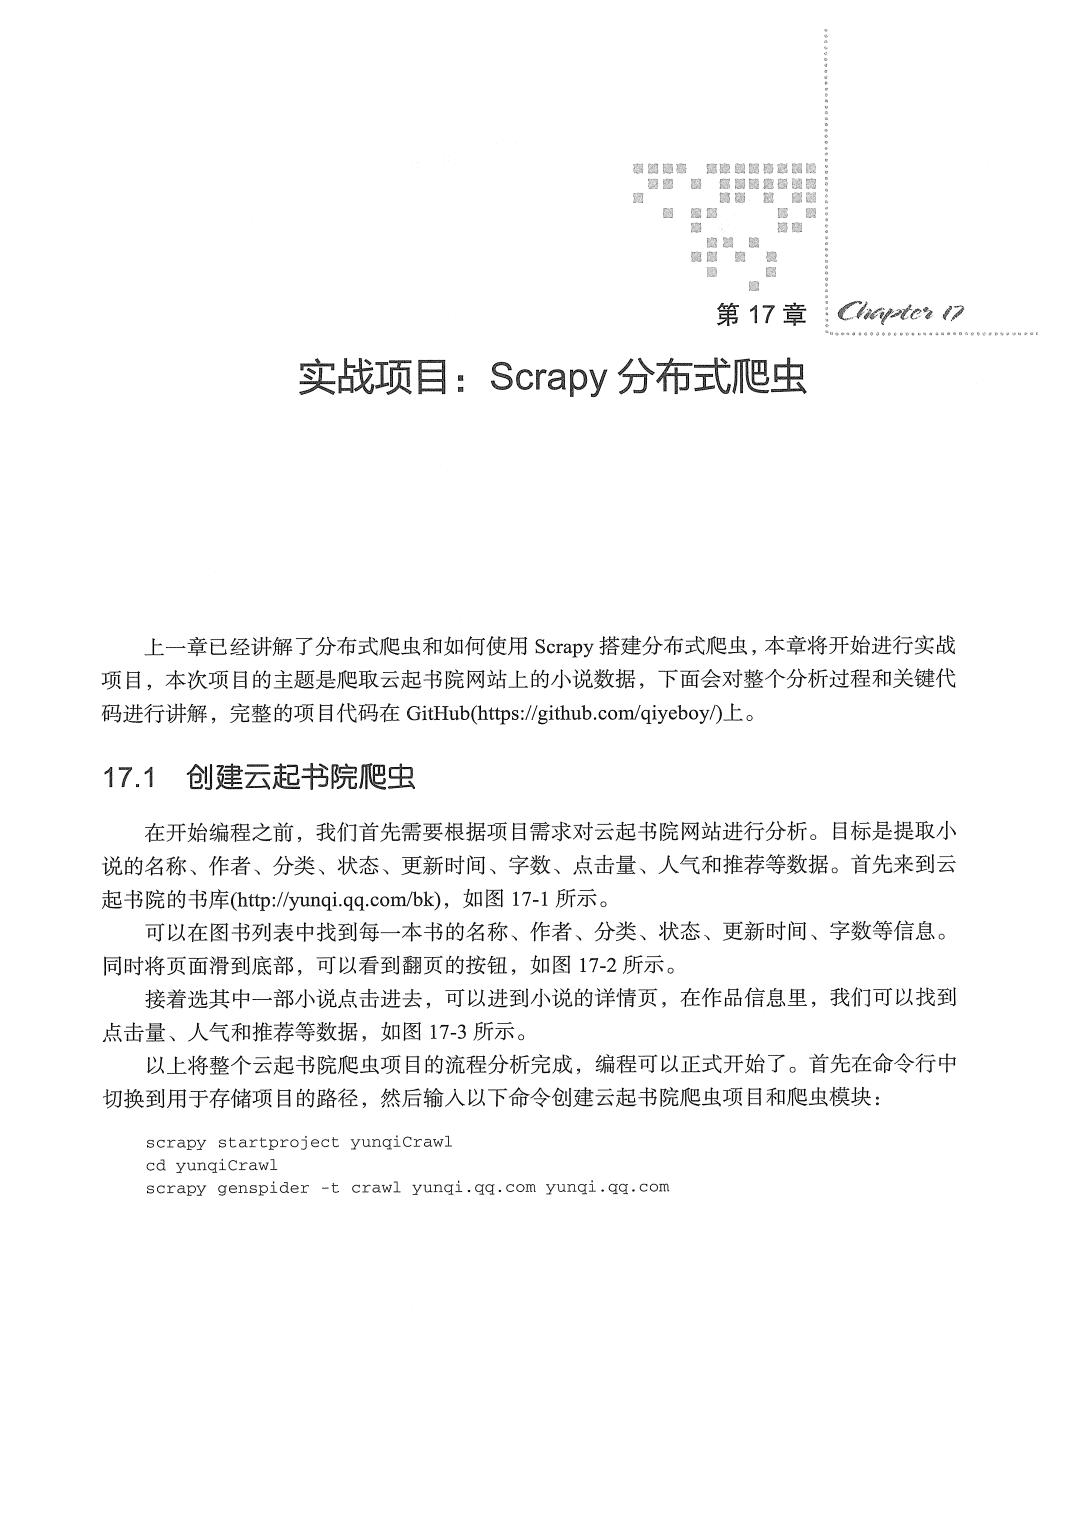 第 17 章
Chapter 17
实战项目：Scrapy 分布式爬虫
上一章已经讲解了分布式爬虫和如何使用 Scrapy 搭建分布式爬虫，本章将开始进行实战
项目，本次项目的主题是爬取云起书院网站上的小说数据，下面会对整个分析过程和关键代
码进行讲解，完整的项目代码在 GitHub(https://github.com/qiyeboy/)上。
17.1 创建云起书院爬虫
在开始编程之前，我们首先需要根据项目需求对云起书院网站进行分析。目标是提取小
说的名称、作者、分类、状态、更新时间、字数、点击量、人气和推荐等数据。首先来到云
起书院的书库(http://yunqi.qq.com/bk)，如图 17-1 所示。
可以在图书列表中找到每一本书的名称、作者、分类、状态、更新时间、字数等信息。
同时将页面滑到底部，可以看到翻页的按钮，如图 17-2 所示。
接着选其中一部小说点击进去，可以进到小说的详情页，在作品信息里，我们可以找到
点击量、人气和推荐等数据，如图 17-3 所示。
以上将整个云起书院爬虫项目的流程分析完成，编程可以正式开始了。首先在命令行中
切换到用于存储项目的路径，然后输入以下命令创建云起书院爬虫项目和爬虫模块：
scrapy startproject yunqiCrawl
cd yunqiCrawl
scrapy genspider -t crawl yunqi.qq.com yunqi.qq.com